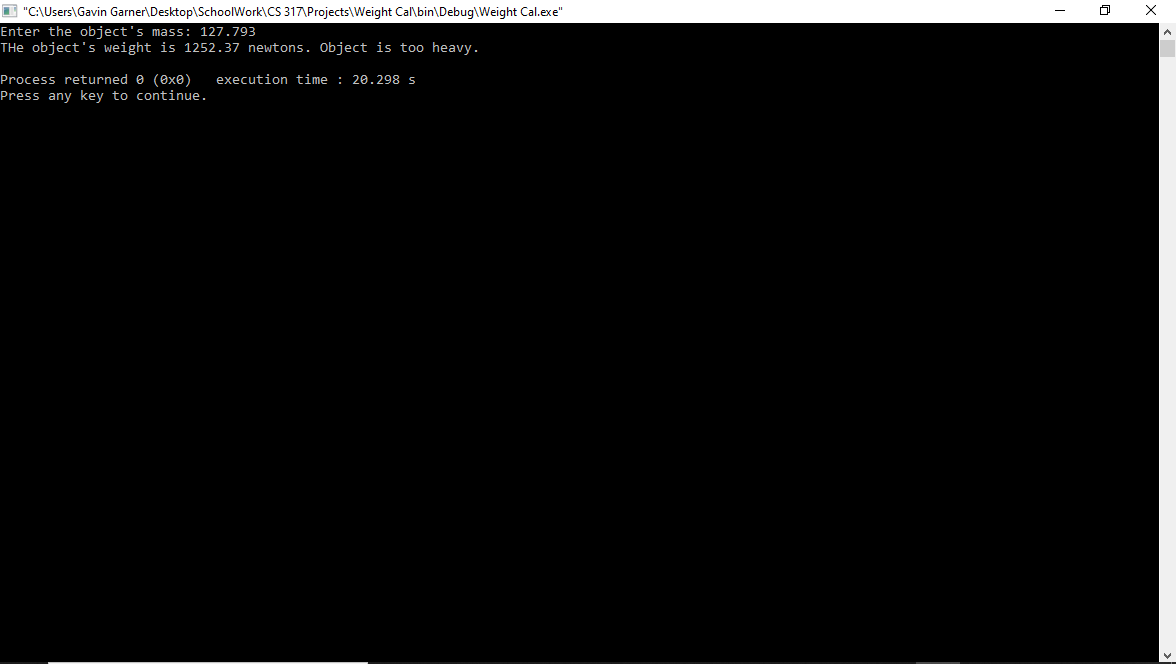 "C:\Users\Gavin Garner\Desktop\SchoolWork\CS 317\Projects\Weight Cal\bin\Debug\Weight Cal.exe"
Enter the object's mass: 127.793
THe object's weight is 1252.37 newtons. Object is too heavy.
Process returned 0 (0x0)   execution time : 20.298 s
Press any key to continue.